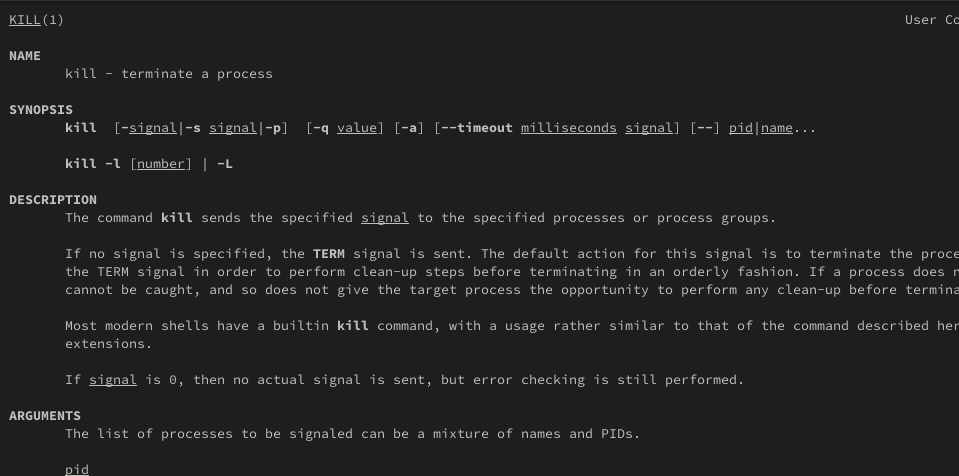 KILL(1) User Co
NAME
kill - terminate a process
SYNOPSIS
kill [-signal|-s signal|-p] [-q value] [-a] [--timeout milliseconds signal] [--] pid|name...
kill -l [number] | -L
DESCRIPTION
The command kill sends the specified signal to the specified processes or process groups.
If no signal is specified, the TERM signal is sent. The default action for this signal is to terminate the proce
the TERM signal in order to perform clean-up steps before terminating in an orderly fashion. If a process does n
cannot be caught, and so does not give the target process the opportunity to perform any clean-up before termina
Most modern shells have a builtin kill command, with a usage rather similar to that of the command described her
extensions.
If signal is 0, then no actual signal is sent, but error checking is still performed.
ARGUMENTS
The list of processes to be signaled can be a mixture of names and PIDs.
pid